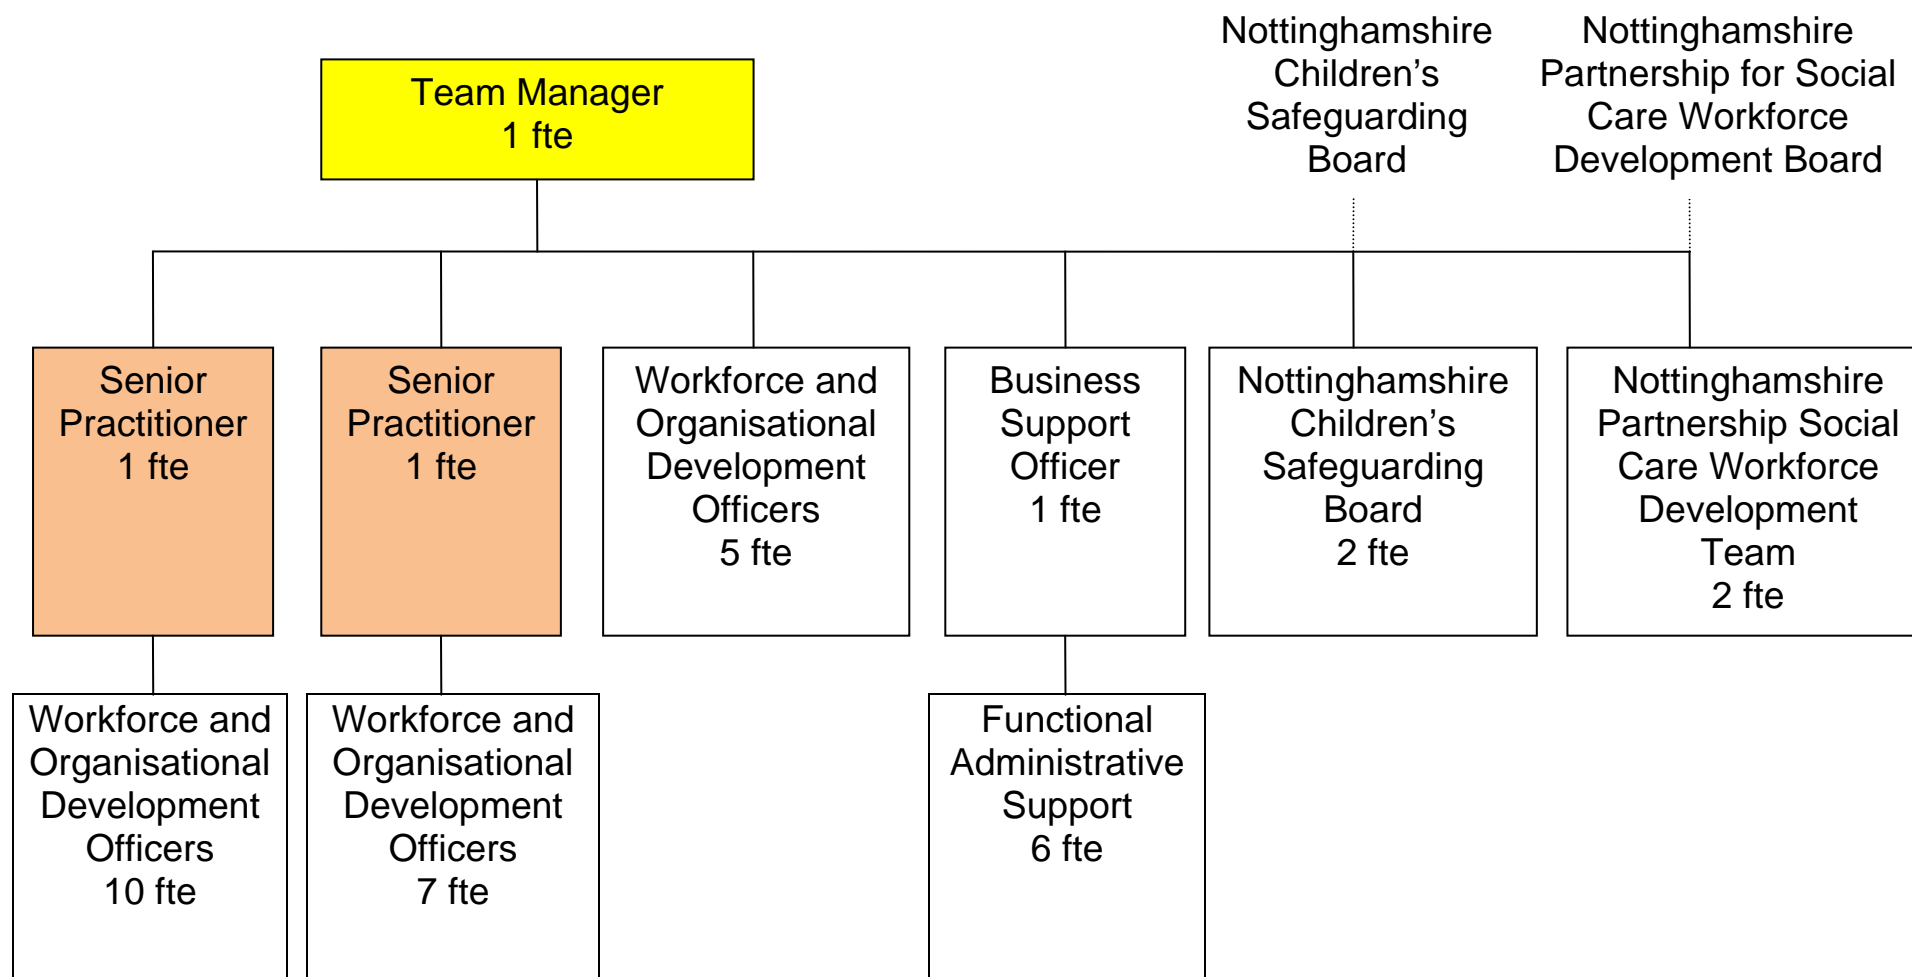 Team Manager
1 fte
Nottinghamshire
Children’s
Safeguarding
Board
Nottinghamshire
Partnership for Social
Care Workforce
Development Board
Senior
Practitioner
1 fte
Senior
Practitioner
1 fte
Workforce and
Organisational
Development
Officers
5 fte
Business
Support
Officer
1 fte
Nottinghamshire
Children’s
Safeguarding
Board
2 fte
Nottinghamshire
Partnership Social
Care Workforce
Development
Team
2 fte
Workforce and
Organisational
Development
Officers
10 fte
Workforce and
Organisational
Development
Officers
7 fte
Functional
Administrative
Support
6 fte